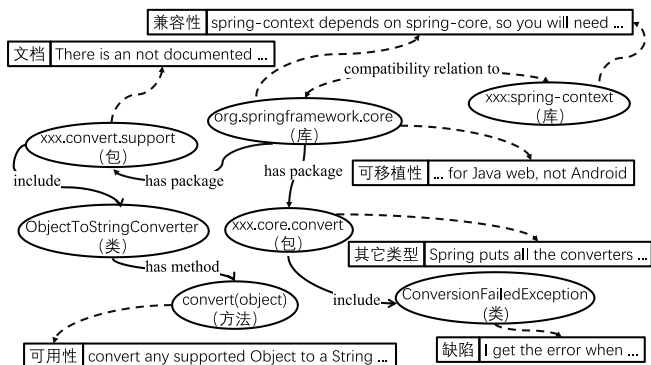 兼容性 spring-context depends on spring-core, so you will need ...
文档 There is an not documented ...
compatibility relation to
xxx:spring-context
(库)
org.springframework.core
(库)
xxx.convert.support
(包)
可移植性 ... for Java web, not Android
include
has package
has package
ObjectToStringConverter
(类)
xxx.core.convert
(包)
其它类型 Spring puts all the converters ...
has method
convert(object)
(方法)
include
ConversionFailedException
(类)
可用性 convert any supported Object to a String ...
缺陷 I get the error when ...